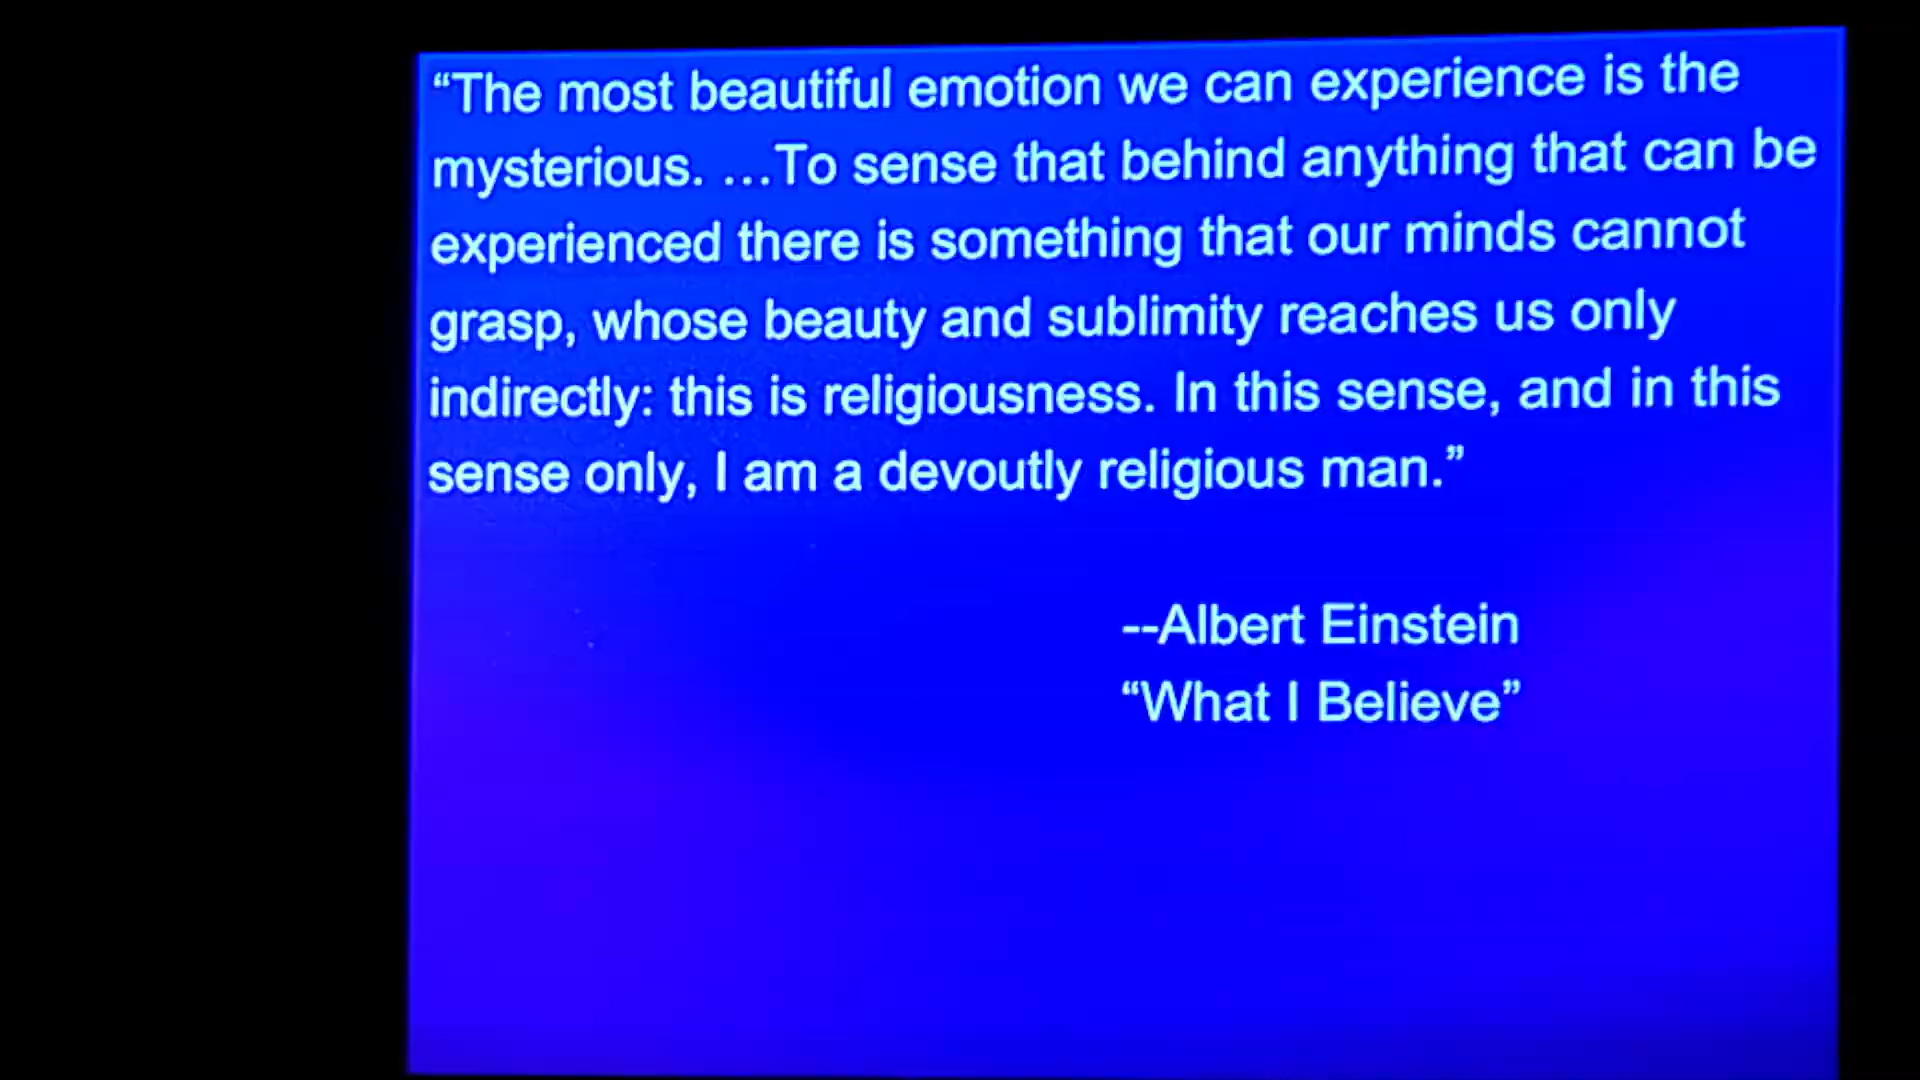 “The most beautiful emotion we can experience is the
mysterious. …To sense that behind anything that can be
experienced there is something that our minds cannot
grasp, whose beauty and sublimity reaches us only
indirectly: this is religiousness. In this sense, and in this
sense only, I am a devoutly religious man.”
--Albert Einstein
“What I Believe”